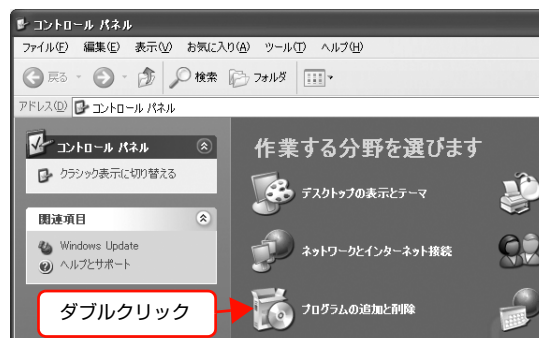 コントロール パネル
ファイル(F) 編集(E) 表示(V) お気に入り(A) ツール(T) ヘルプ(H)
戻る 検索 フォルダ
アドレス(D) コントロール パネル
コントロール パネル
クラシック表示に切り替える
関連項目
Windows Update
ヘルプとサポート
作業する分野を選びます
デスクトップの表示とテーマ
ネットワークとインターネット接続
プログラムの追加と削除
ダブルクリック